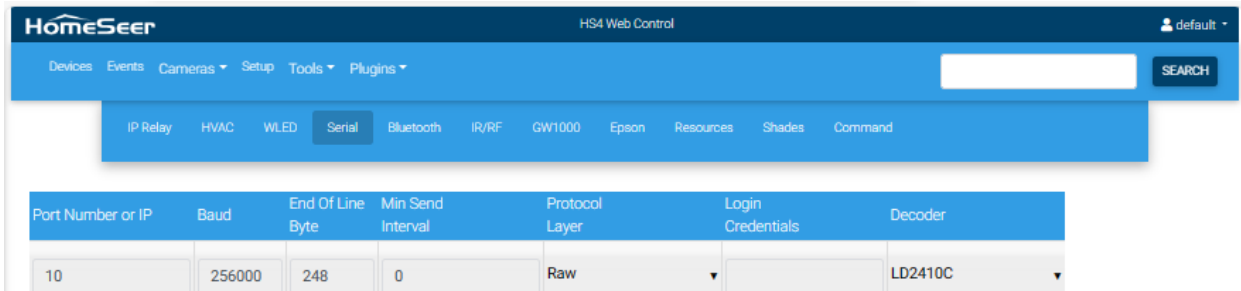 HomeSeer HS4 Web Control default
Devices Events Cameras Setup Tools Plugins SEARCH
IP Relay HVAC WLED Serial Bluetooth IR/RF GW1000 Epson Resources Shades Command
Port Number or IP Baud End Of Line Byte Min Send Interval Protocol Layer Login Credentials Decoder
10 256000 248 0 Raw LD2410C